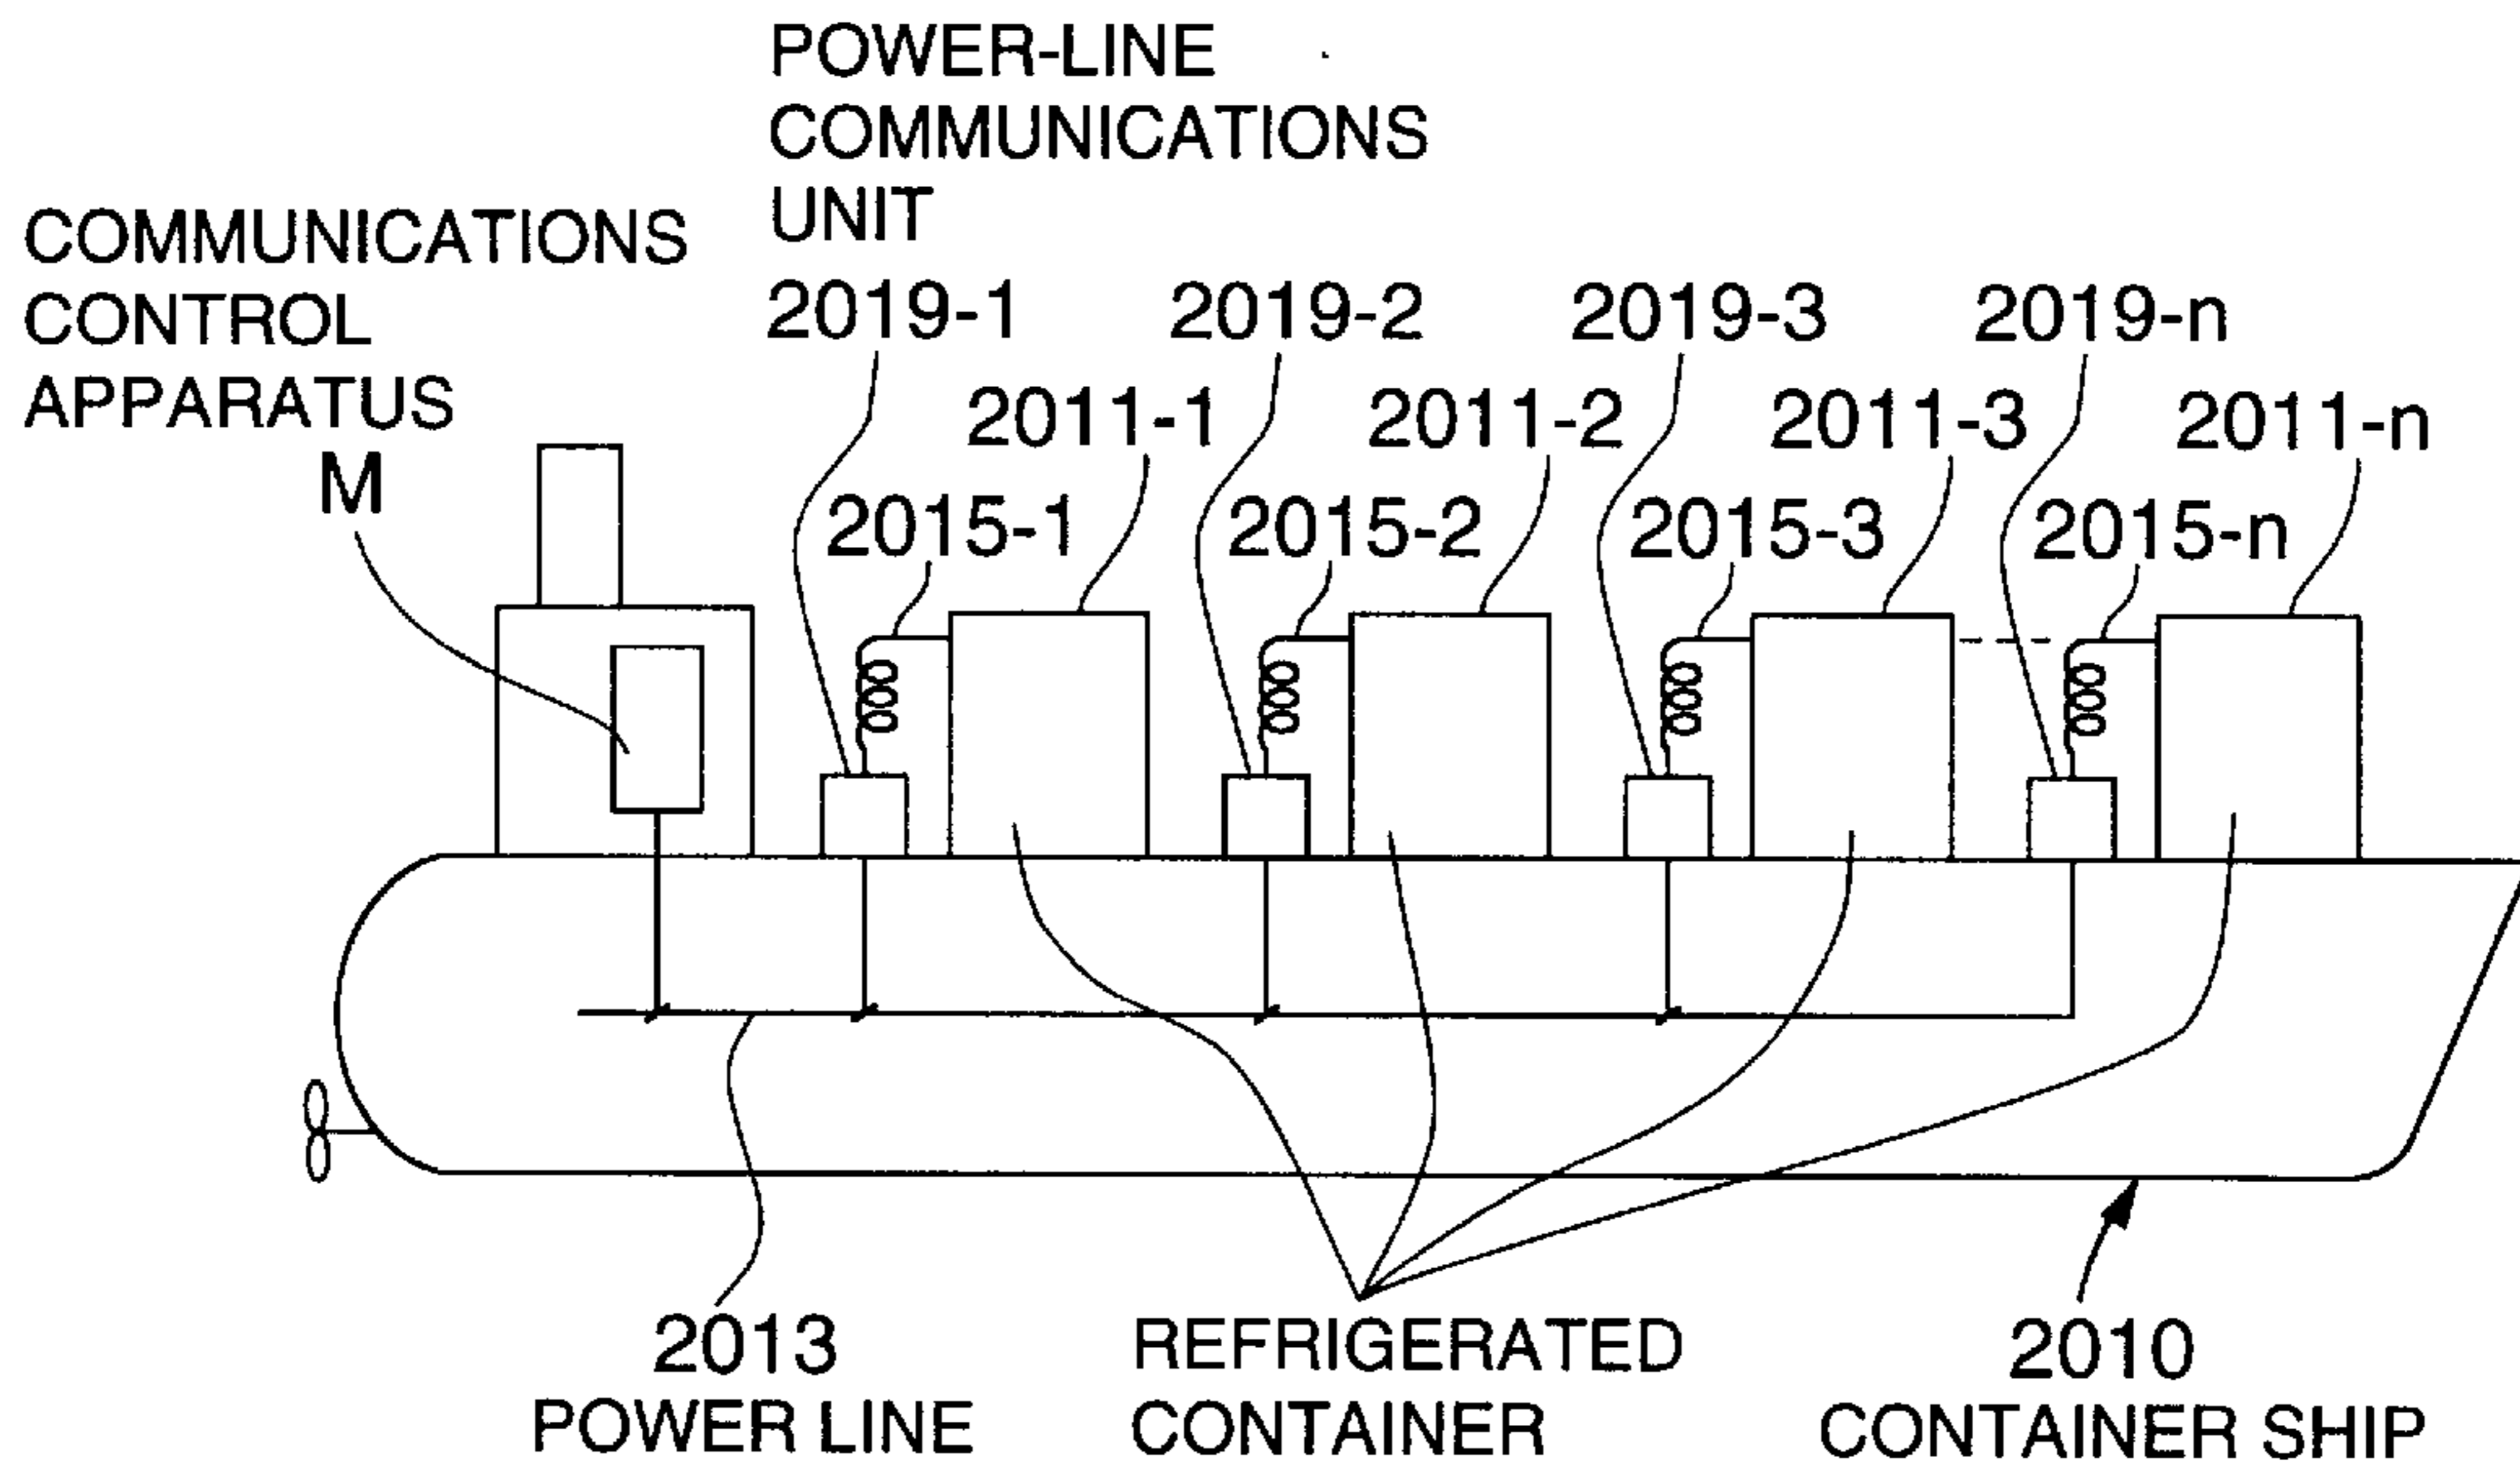 POWER-LINE
COMMUNICATIONS
UNIT
COMMUNICATIONS
CONTROL
APPARATUS
M
2019-1 2019-2 2019-3 2019-n
2011-1 2011-2 2011-3 2011-n
2015-1 2015-2 2015-3 2015-n
2013
POWER LINE
REFRIGERATED
CONTAINER
2010
CONTAINER SHIP